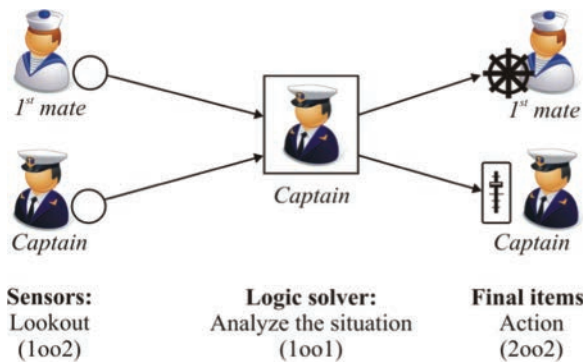 1st mate
Captain
Captain
1st mate
Captain
Sensors:
Lookout
(1oo2)
Logic solver:
Analyze the situation
(1oo1)
Final items
Action
(2oo2)